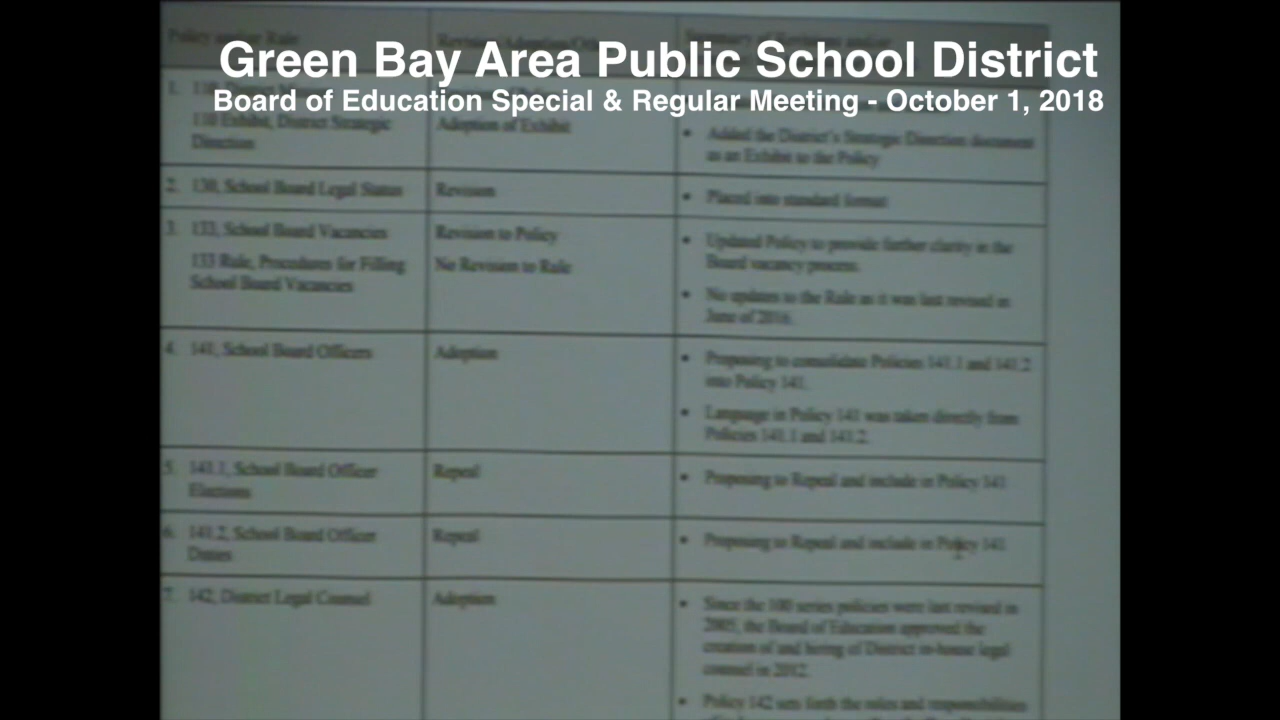 Green Bay Area Public School District
Board of Education Special & Regular Meeting - October 1, 2018
Policy Rule
1.
110 Exhibit, District Strategic
Direction
Adoption of Exhibit
• Added the District's Strategic Direction document
as an Exhibit to the Policy
2. 130, School Board Legal Status
Revision
• Placed into standard format
3. 133, School Board Vacancies
Revision to Policy
133 Rule, Procedures for Filling
School Board Vacancies
No Revision to Rule
• Updated Policy to provide further clarity in the
Board vacancy process.
• No updates to the Rule as it was last revised in
June of 2016.
4. 141, School Board Officers
Adoption
• Proposing to consolidate Policies 141.1 and 141.2
into Policy 141.
• Language in Policy 141 was taken directly from
Policies 141.1 and 141.2.
5. 141.1, School Board Officer
Elections
Repeal
• Proposing to Repeal and include in Policy 141
6. 141.2, School Board Officer
Duties
Repeal
• Proposing to Repeal and include in Policy 141
7. 142, District Legal Counsel
Adoption
• Since the 100 series policies were last revised in
2005, the Board of Education approved the
creation of and hiring of District in-house legal
counsel in 2012.
• Policy 142 sets forth the roles and responsibilities